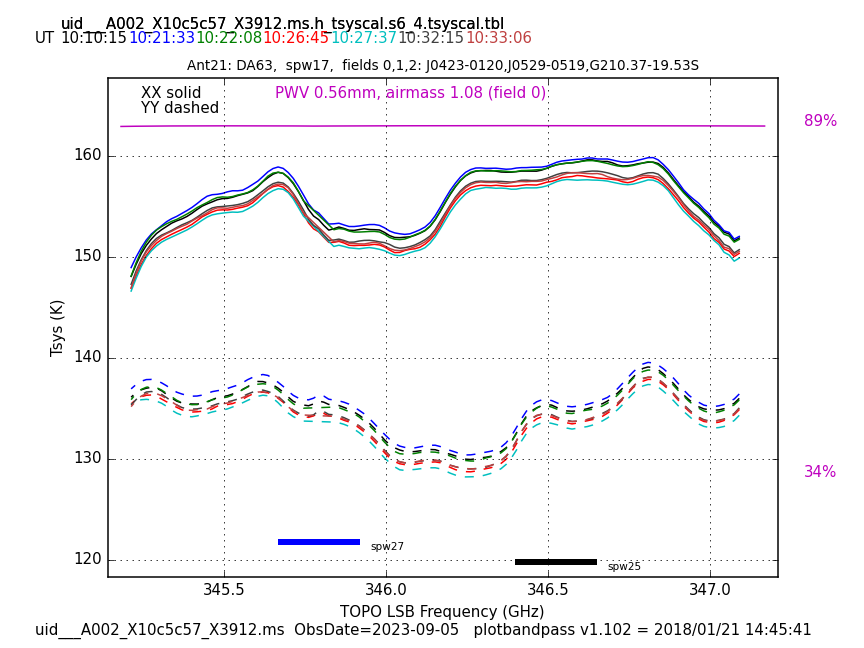 uid___A002_X10c5c57_X3912.ms.h_tsyscal.s6_4.tsyscal.tbl
UT 10:10:15 10:21:33 10:22:08 10:26:45 10:27:37 10:32:15 10:33:06
Ant21: DA63,  spw17,  fields 0,1,2: J0423-0120,J0529-0519,G210.37-19.53S
XX solid
PWV 0.56mm, airmass 1.08 (field 0)
YY dashed
89%
160
150
Tsys (K)
140
130
34%
120
spw27
spw25
345.5 346.0 346.5 347.0
TOPO LSB Frequency (GHz)
uid___A002_X10c5c57_X3912.ms  ObsDate=2023-09-05   plotbandpass v1.102 = 2018/01/21 14:45:41